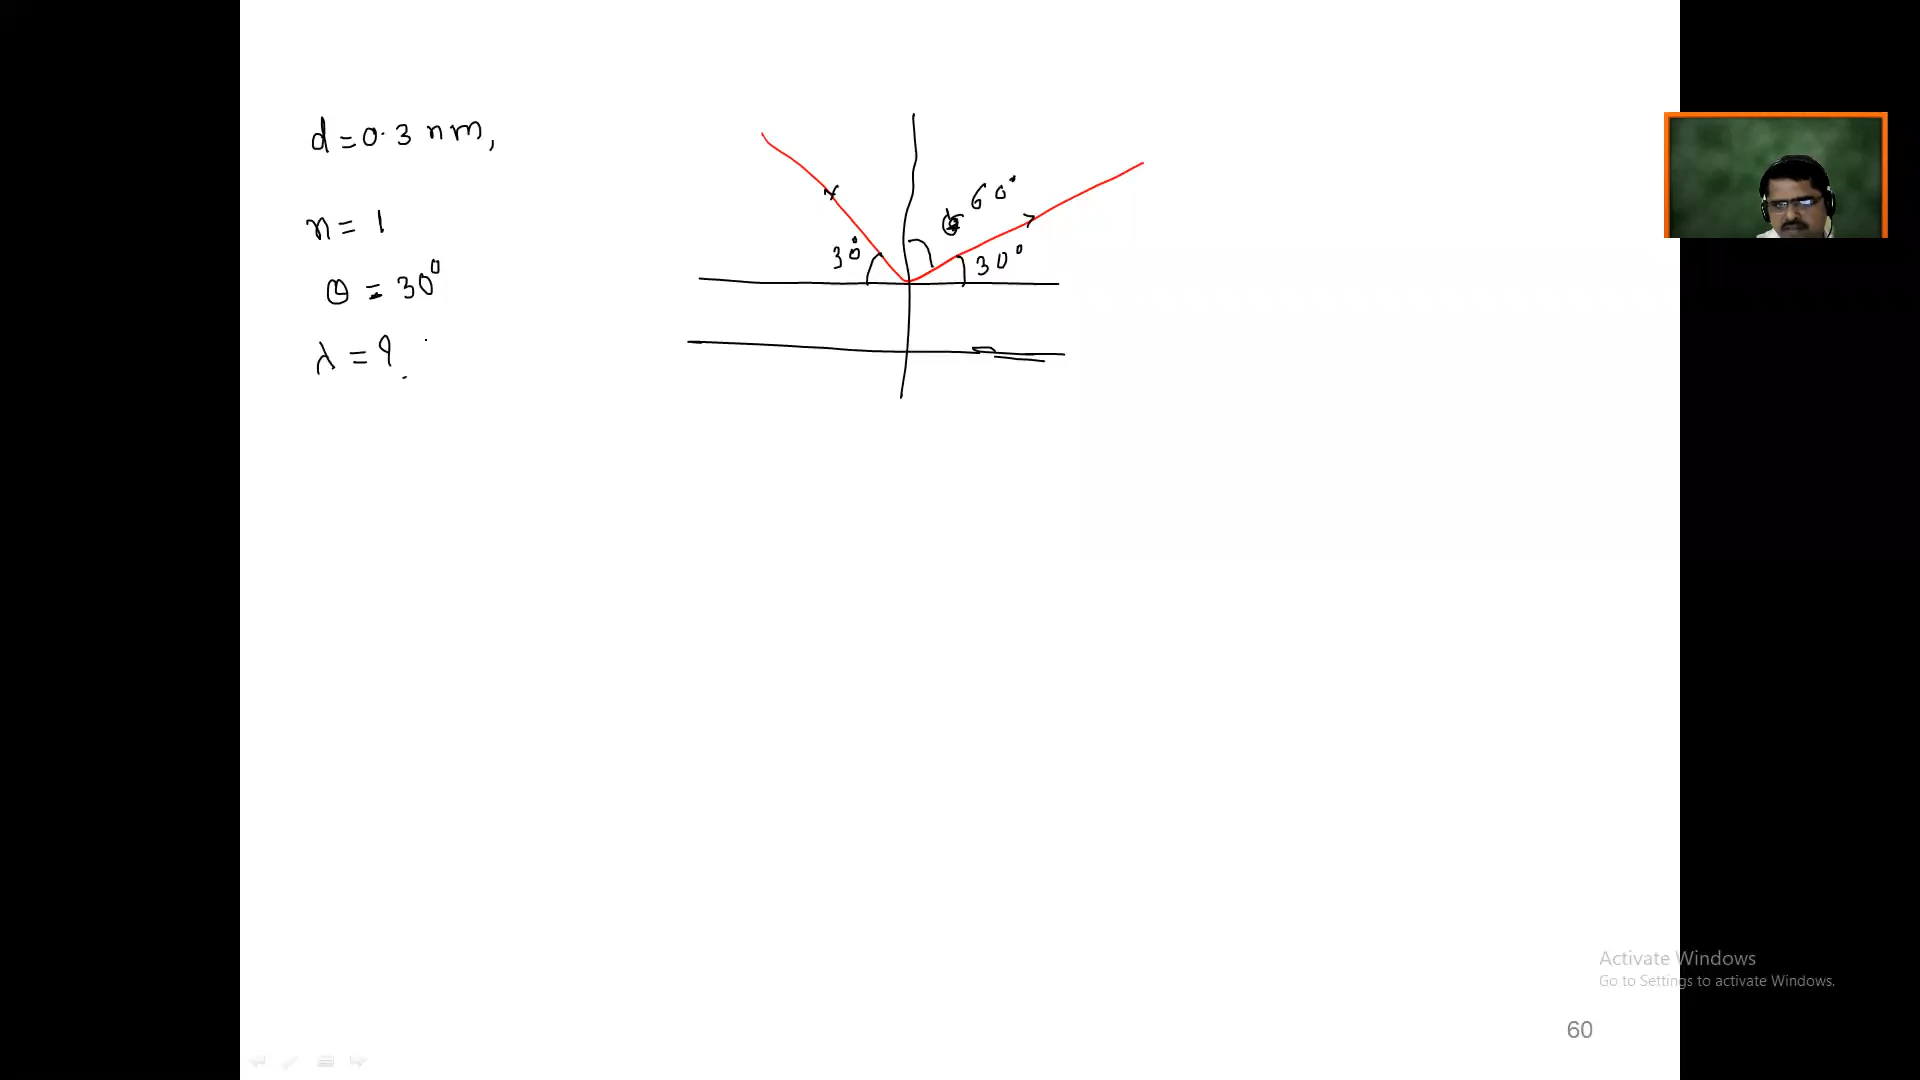 d = 0.3 nm,
n = 1
θ = 30°
λ = ?
60°
30°
30°
Activate Windows
Go to Settings to activate Windows.
60